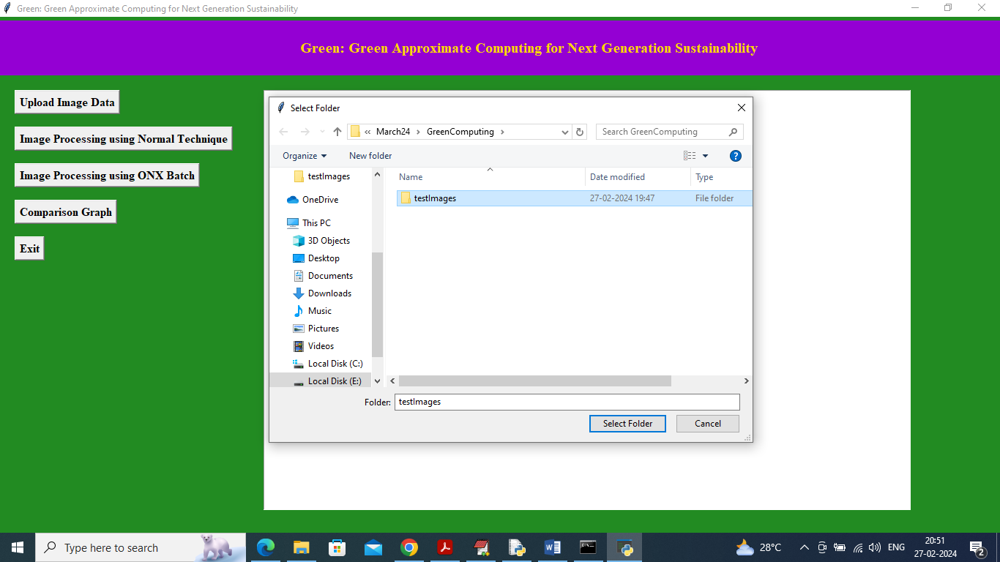 Green: Green Approximate Computing for Next Generation Sustainability
Green: Green Approximate Computing for Next Generation Sustainability
Upload Image Data
Image Processing using Normal Technique
Image Processing using ONX Batch
Comparison Graph
Exit
Select Folder
« March24 › GreenComputing ›
Search GreenComputing
Organize
New folder
?
testImages
OneDrive
This PC
3D Objects
Desktop
Documents
Downloads
Music
Pictures
Videos
Local Disk (C:)
Local Disk (E:)
Name Date modified Type
testImages 27-02-2024 19:47 File folder
Folder: testImages
Select Folder
Cancel
Type here to search
28°C
ENG
20:51
27-02-2024
2